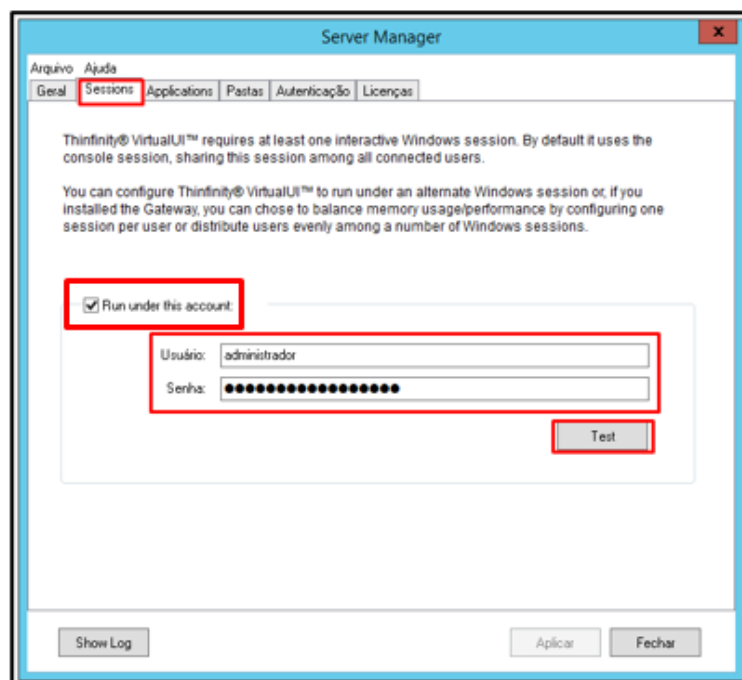 Server Manager
x
Arquivo Ajuda
Geral Sessions Applications Pastas Autenticação Licenças
Thinfinity® VirtualUI™ requires at least one interactive Windows session. By default it uses the
console session, sharing this session among all connected users.
You can configure Thinfinity® VirtualUI™ to run under an alternate Windows session or, if you
installed the Gateway, you can chose to balance memory usage/performance by configuring one
session per user or distribute users evenly among a number of Windows sessions.
Run under this account:
Usuário: administrador
Senha: ●●●●●●●●●●●●●●●●●
Test
Show Log Aplicar Fechar